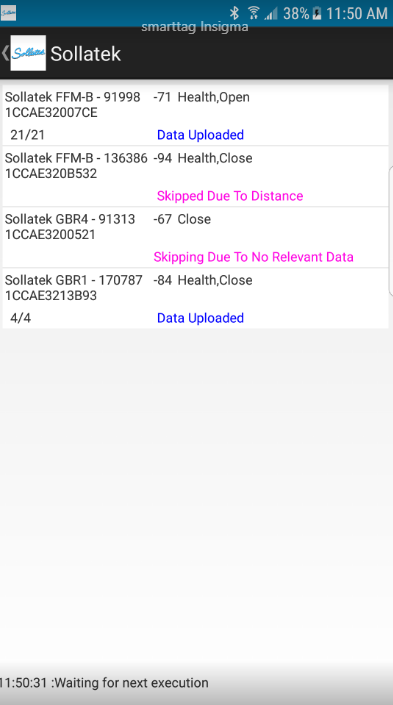 Sollatek
38% 11:50 AM
smarttag Insigma
Sollatek Sollatek
Sollatek FFM-B - 91998 -71 Health,Open
1CCAE32007CE
21/21 Data Uploaded
Sollatek FFM-B - 136386 -94 Health,Close
1CCAE320B532
Skipped Due To Distance
Sollatek GBR4 - 91313 -67 Close
1CCAE3200521
Skipping Due To No Relevant Data
Sollatek GBR1 - 170787 -84 Health,Close
1CCAE3213B93
4/4 Data Uploaded
11:50:31 :Waiting for next execution